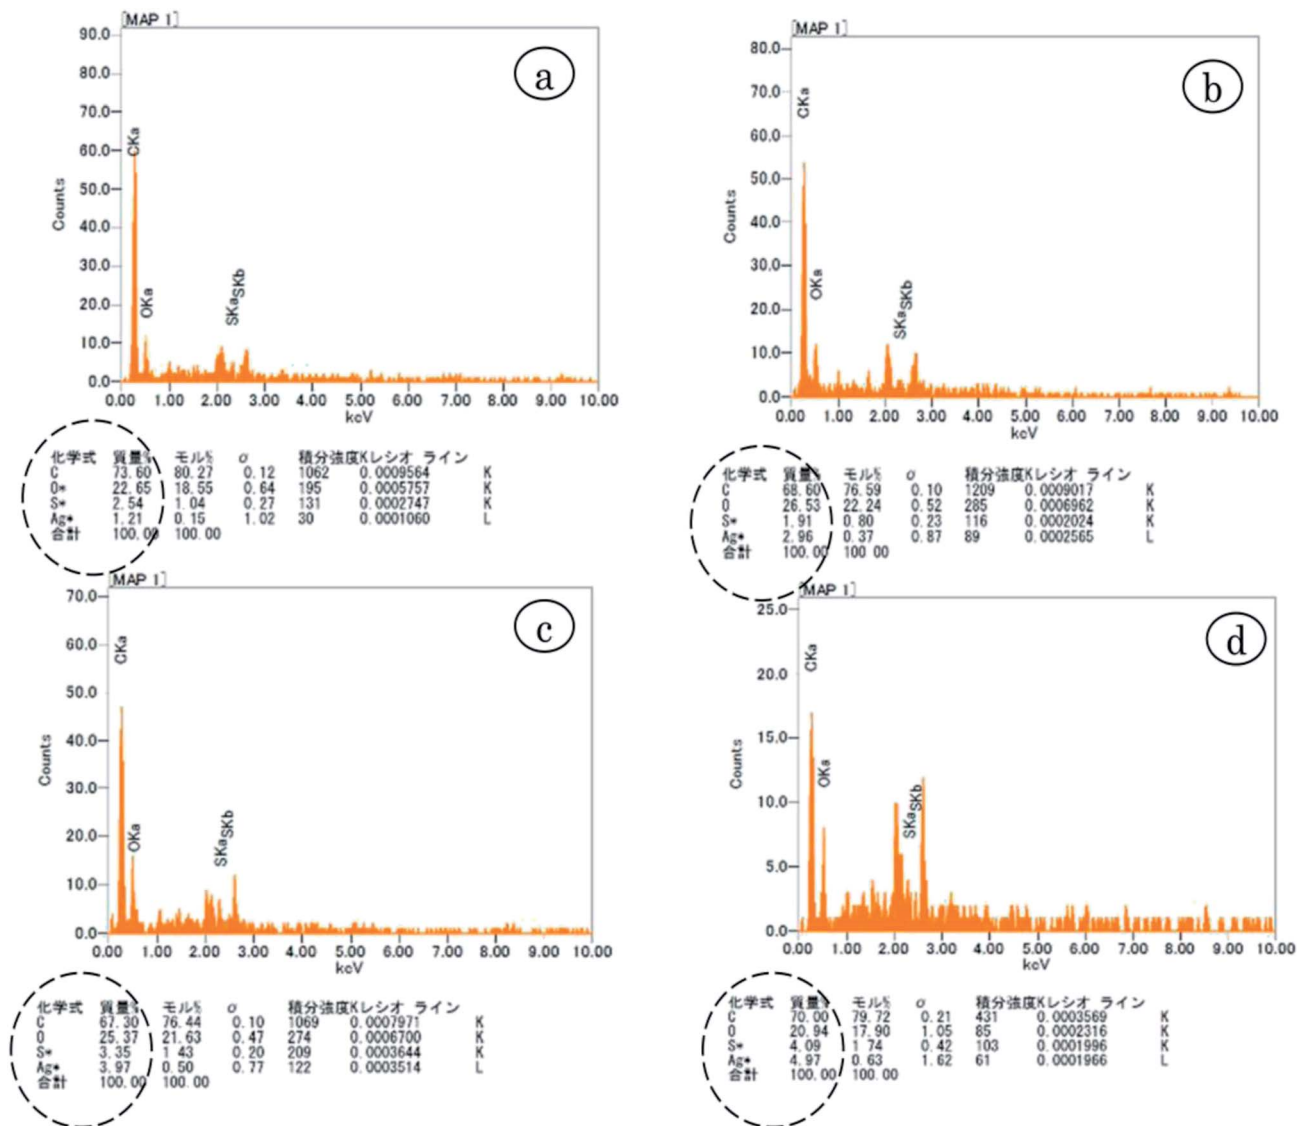 [MAP 1]
a
90.0
80.0
70.0
60.0
50.0
40.0
30.0
20.0
10.0
0.0
Counts
CKa
OKa
SKa
SKb
0.00 1.00 2.00 3.00 4.00 5.00 6.00 7.00 8.00 9.00 10.00
keV
化学式 質量% モル% σ 積分強度 Kレシオ ライン
C 73.60 80.27 0.12 1062 0.0009564 K
O* 22.65 18.55 0.64 195 0.0005757 K
S* 2.54 1.04 0.27 131 0.0002747 K
Ag* 1.21 0.15 1.02 30 0.0001060 L
合計 100.00 100.00
[MAP 1]
b
80.0
70.0
60.0
50.0
40.0
30.0
20.0
10.0
0.0
Counts
CKa
OKa
SKa
SKb
0.00 1.00 2.00 3.00 4.00 5.00 6.00 7.00 8.00 9.00 10.00
keV
化学式 質量% モル% σ 積分強度 Kレシオ ライン
C 68.60 76.59 0.10 1209 0.0009017 K
O 26.53 22.24 0.52 285 0.0006962 K
S* 1.91 0.80 0.23 116 0.0002024 K
Ag* 2.96 0.37 0.87 89 0.0002565 L
合計 100.00 100 00
[MAP 1]
c
70.0
60.0
50.0
40.0
30.0
20.0
10.0
0.0
Counts
CKa
OKa
SKa
SKb
0.00 1.00 2.00 3.00 4.00 5.00 6.00 7.00 8.00 9.00 10.00
keV
化学式 質量% モル% σ 積分強度 Kレシオ ライン
C 67.30 76.44 0.10 1069 0.0007971 K
O 25.37 21.63 0.47 274 0.0006700 K
S* 3.35 1 43 0.20 209 0.0003644 K
Ag* 3.97 0.50 0.77 122 0.0003514 L
合計 100.00 100.00
[MAP 1]
d
25.0
20.0
15.0
10.0
5.0
0.0
Counts
CKa
OKa
SKa
SKb
0.00 1.00 2.00 3.00 4.00 5.00 6.00 7.00 8.00 9.00 10.00
keV
化学式 質量% モル% σ 積分強度 Kレシオ ライン
C 70.00 79.72 0.21 431 0.0003569 K
O 20.94 17.90 1.05 85 0.0002316 K
S* 4.09 1 74 0.42 103 0.0001996 K
Ag* 4.97 0.63 1.62 61 0.0001966 L
合計 100.00 100.00